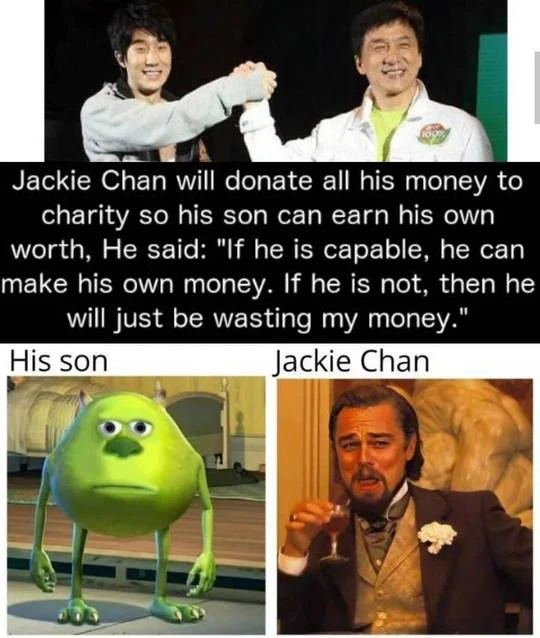 100%
Jackie Chan will donate all his money to
charity so his son can earn his own
worth, He said: "If he is capable, he can
make his own money. If he is not, then he
will just be wasting my money."
His son
Jackie Chan